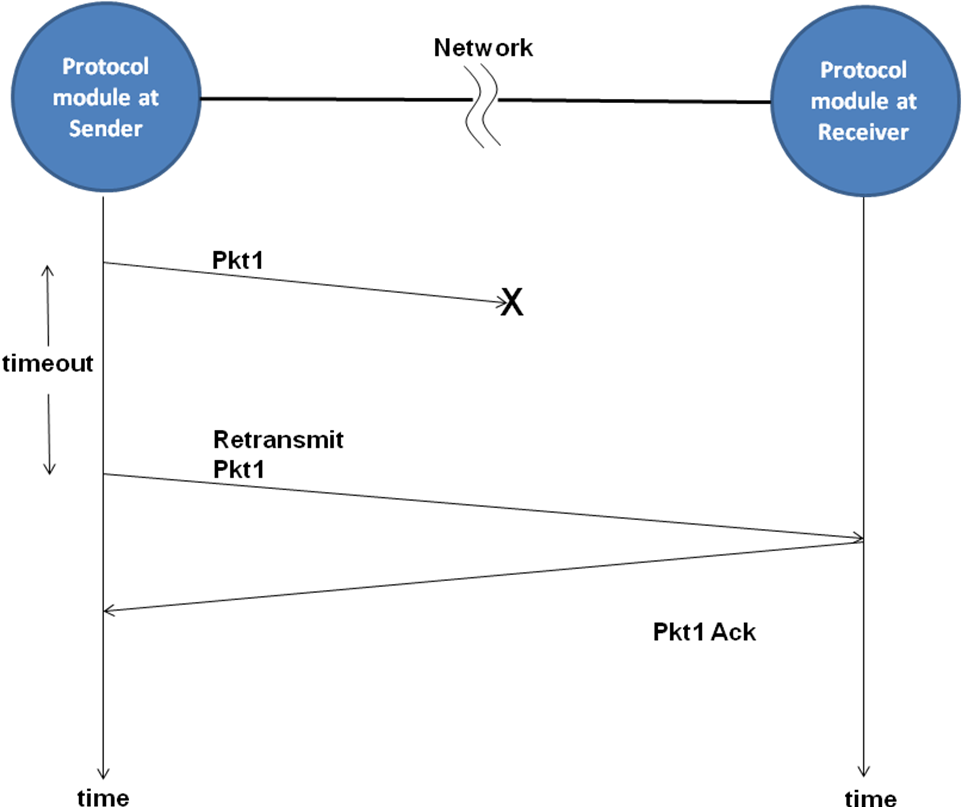 Network
Protocol
module at
Sender
Protocol
module at
Receiver
Pkt1
X
timeout
Retransmit
Pkt1
Pkt1 Ack
time
time